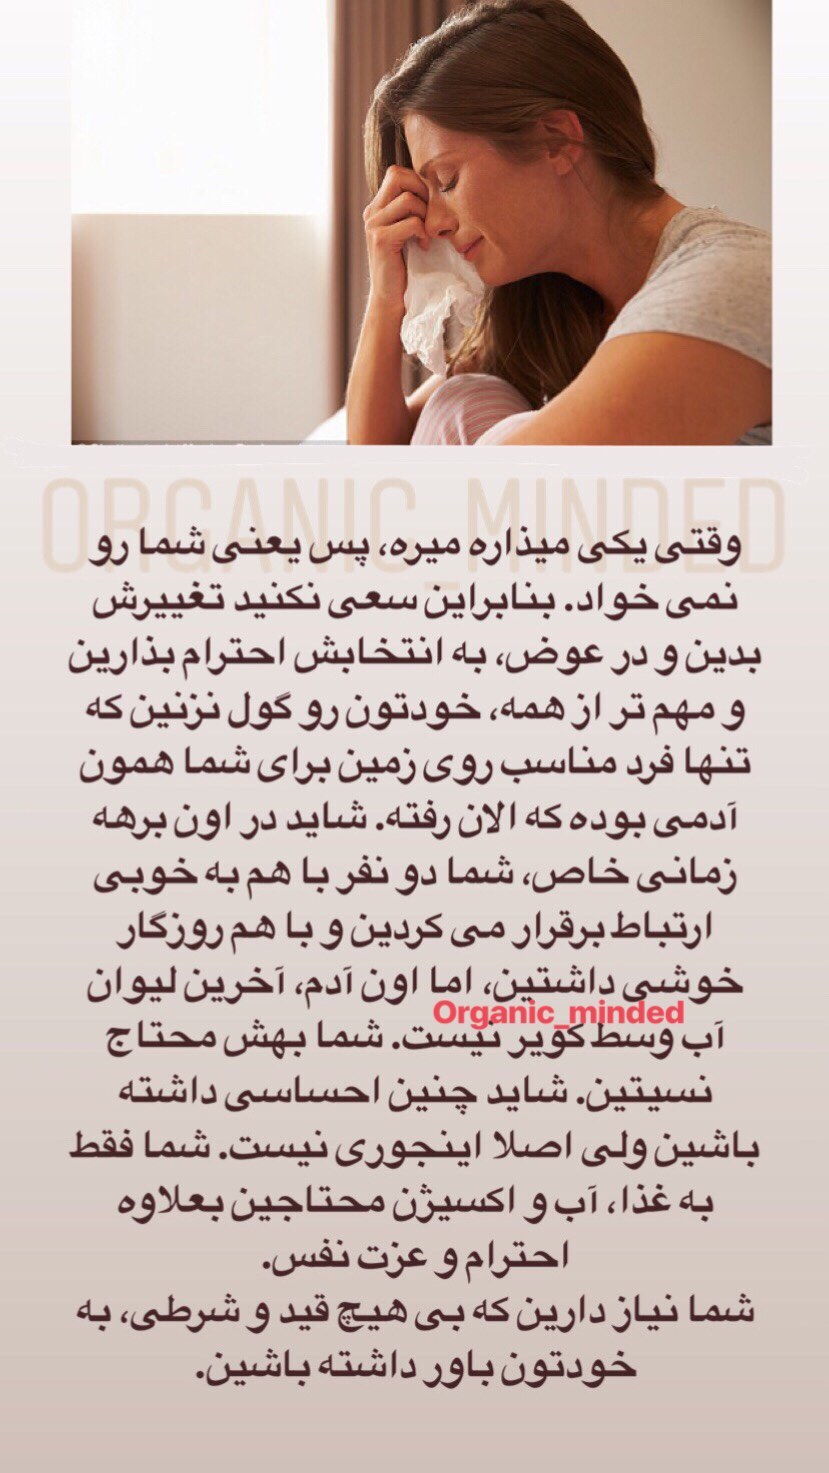 ORGANIC_MINDED
وقتی یکی میذاره میره، پس یعنی شما رو
نمی خواد. بنابراین سعی نکنید تغییرش
بدین و در عوض، به انتخابش احترام بذارین
و مهم تر از همه، خودتون رو گول نزنین که
تنها فرد مناسب روی زمین برای شما همون
آدمی بوده که الان رفته. شاید در اون برهه
زمانی خاص، شما دو نفر با هم به خوبی
ارتباط برقرار می کردین و با هم روزگار
خوشی داشتین، اما اون آدم، آخرین لیوان
Organic_minded
آب وسط کویر نیست. شما بهش محتاج
نسیتین. شاید چنین احساسی داشته
باشین ولی اصلا اینجوری نیست. شما فقط
به غذا، آب و اکسیژن محتاجین بعلاوه
احترام و عزت نفس.
شما نیاز دارین که بی هیچ قید و شرطی، به
خودتون باور داشته باشین.